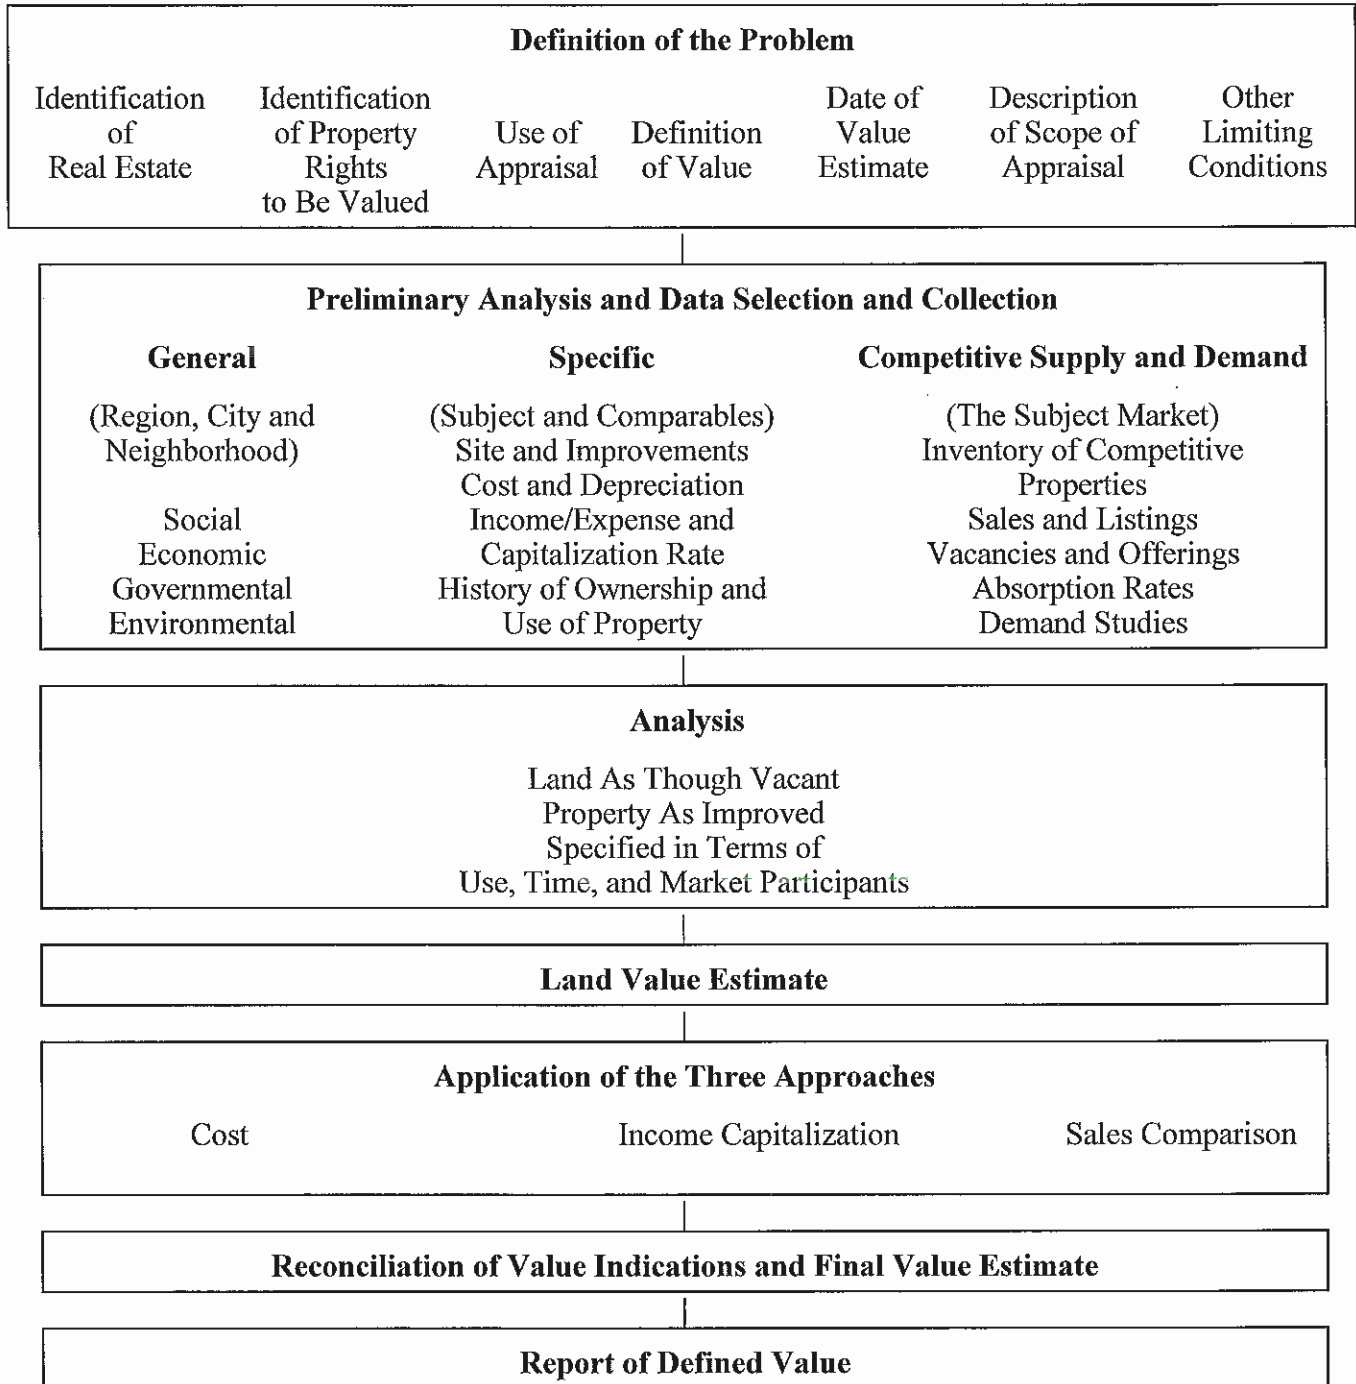 Definition of the Problem
Identification
of
Real Estate
Identification
of Property
Rights
to Be Valued
Use of
Appraisal
Definition
of Value
Date of
Value
Estimate
Description
of Scope of
Appraisal
Other
Limiting
Conditions
Preliminary Analysis and Data Selection and Collection
General
(Region, City and
Neighborhood)
Social
Economic
Governmental
Environmental
Specific
(Subject and Comparables)
Site and Improvements
Cost and Depreciation
Income/Expense and
Capitalization Rate
History of Ownership and
Use of Property
Competitive Supply and Demand
(The Subject Market)
Inventory of Competitive
Properties
Sales and Listings
Vacancies and Offerings
Absorption Rates
Demand Studies
Analysis
Land As Though Vacant
Property As Improved
Specified in Terms of
Use, Time, and Market Participants
Land Value Estimate
Application of the Three Approaches
Cost
Income Capitalization
Sales Comparison
Reconciliation of Value Indications and Final Value Estimate
Report of Defined Value